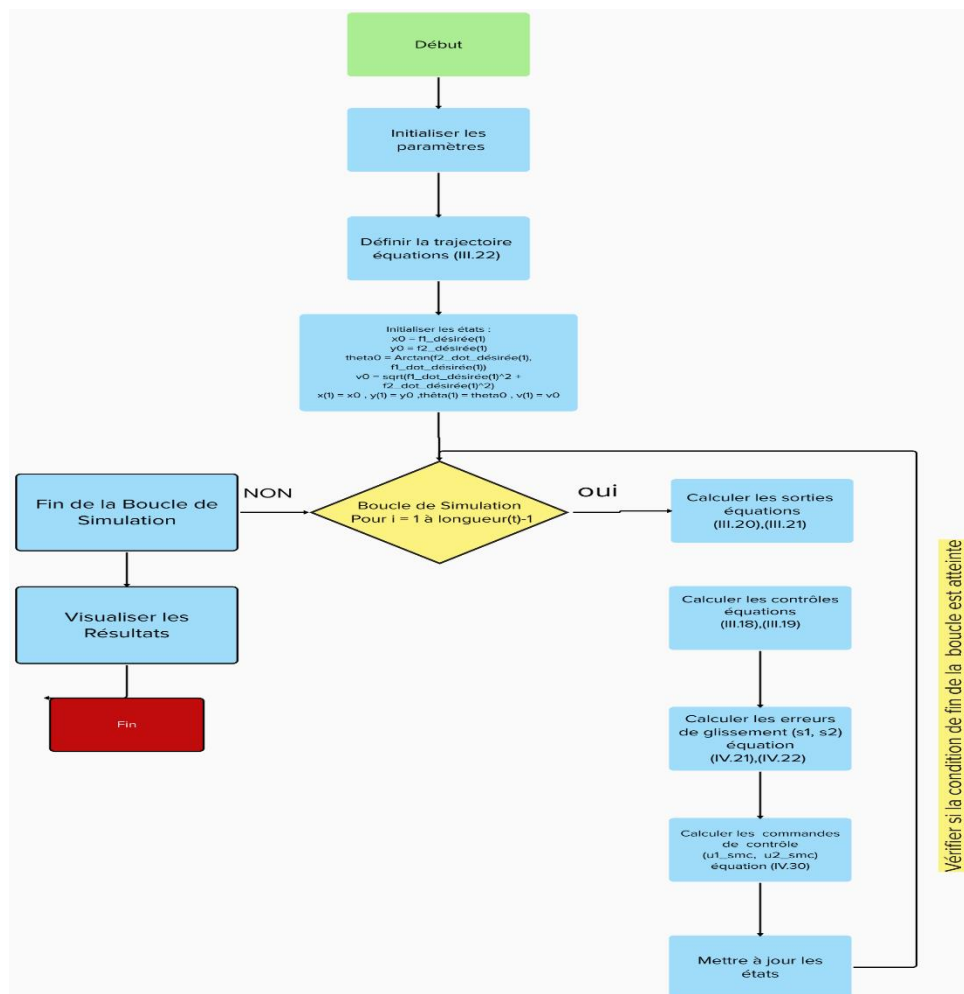 Début
Initialiser les
paramètres
Définir la trajectoire
équations (III.22)
Initialiser les états :
x0 = f1_désirée(1)
y0 = f2_désirée(1)
theta0 = Arctan(f2_dot_désirée(1),
f1_dot_désirée(1))
v0 = sqrt(f1_dot_désirée(1)^2 +
f2_dot_désirée(1)^2)
x(1) = x0 , y(1) = y0 ,thêta(1) = theta0 , v(1) = v0
Boucle de Simulation
Pour i = 1 à longueur(t)-1
NON
Fin de la Boucle de
Simulation
Visualiser les
Résultats
Fin
oui
Calculer les sorties
équations
(III.20),(III.21)
Calculer les contrôles
équations
(III.18),(III.19)
Calculer les erreurs
de glissement (s1, s2)
équation
(IV.21),(IV.22)
Calculer les commandes
de contrôle
(u1_smc, u2_smc)
équation (IV.30)
Mettre à jour les
états
Vérifier si la condition de fin de la boucle est atteinte